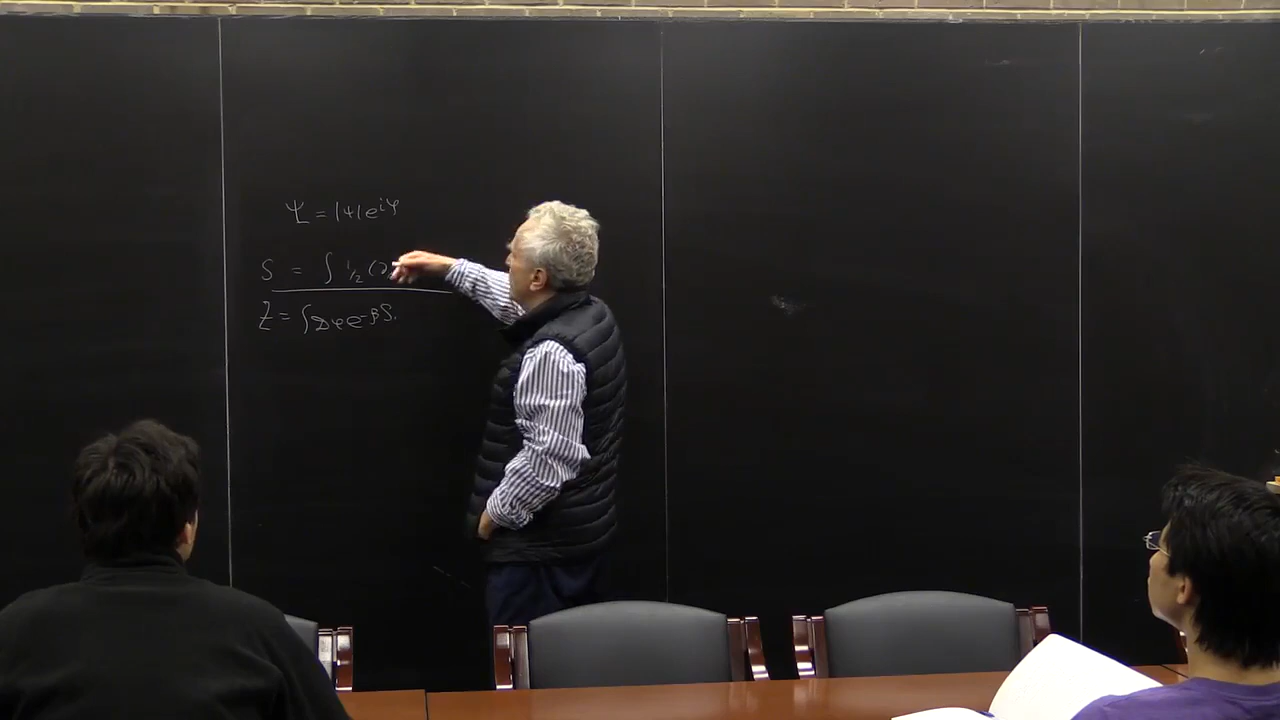 Ψ = |Ψ| e^{iφ}
S = ∫ 1/2 (∂
Z = ∫ Dφ e^{-βS}.